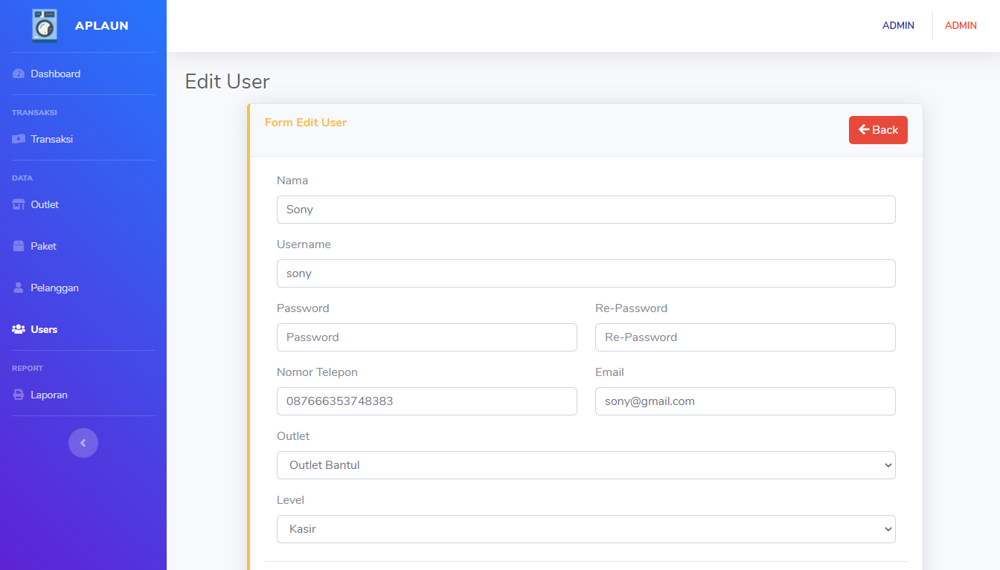 APLAUN
ADMIN ADMIN
Dashboard
TRANSAKSI
Transaksi
DATA
Outlet
Paket
Pelanggan
Users
REPORT
Laporan
Edit User
Form Edit User
Back
Nama
Sony
Username
sony
Password Re-Password
Password Re-Password
Nomor Telepon Email
087666353748383 sony@gmail.com
Outlet
Outlet Bantul
Level
Kasir